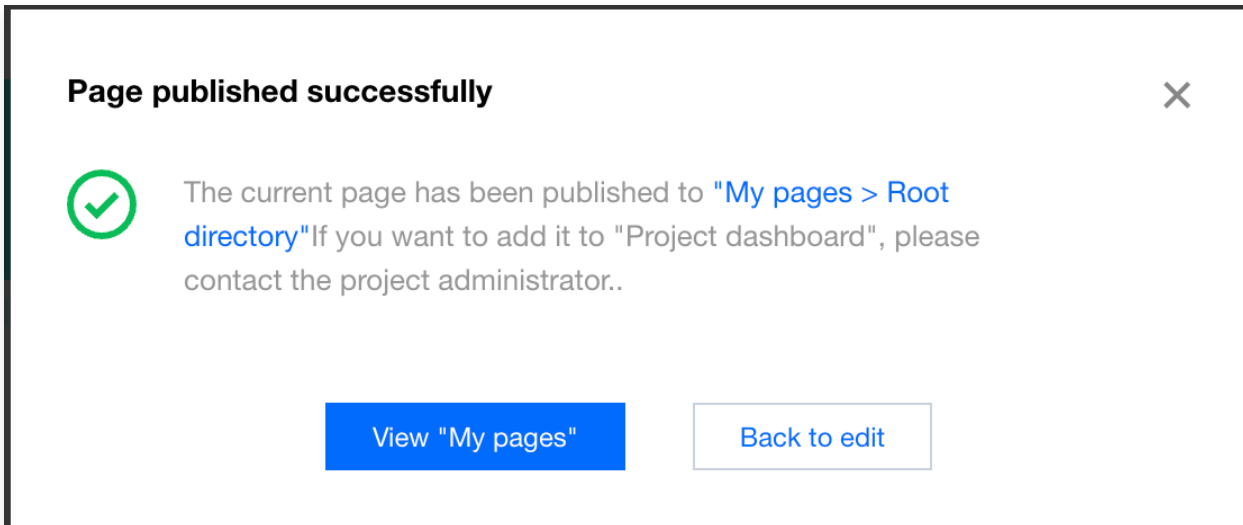 Page published successfully
The current page has been published to "My pages > Root
directory"If you want to add it to "Project dashboard", please
contact the project administrator..
View "My pages"
Back to edit